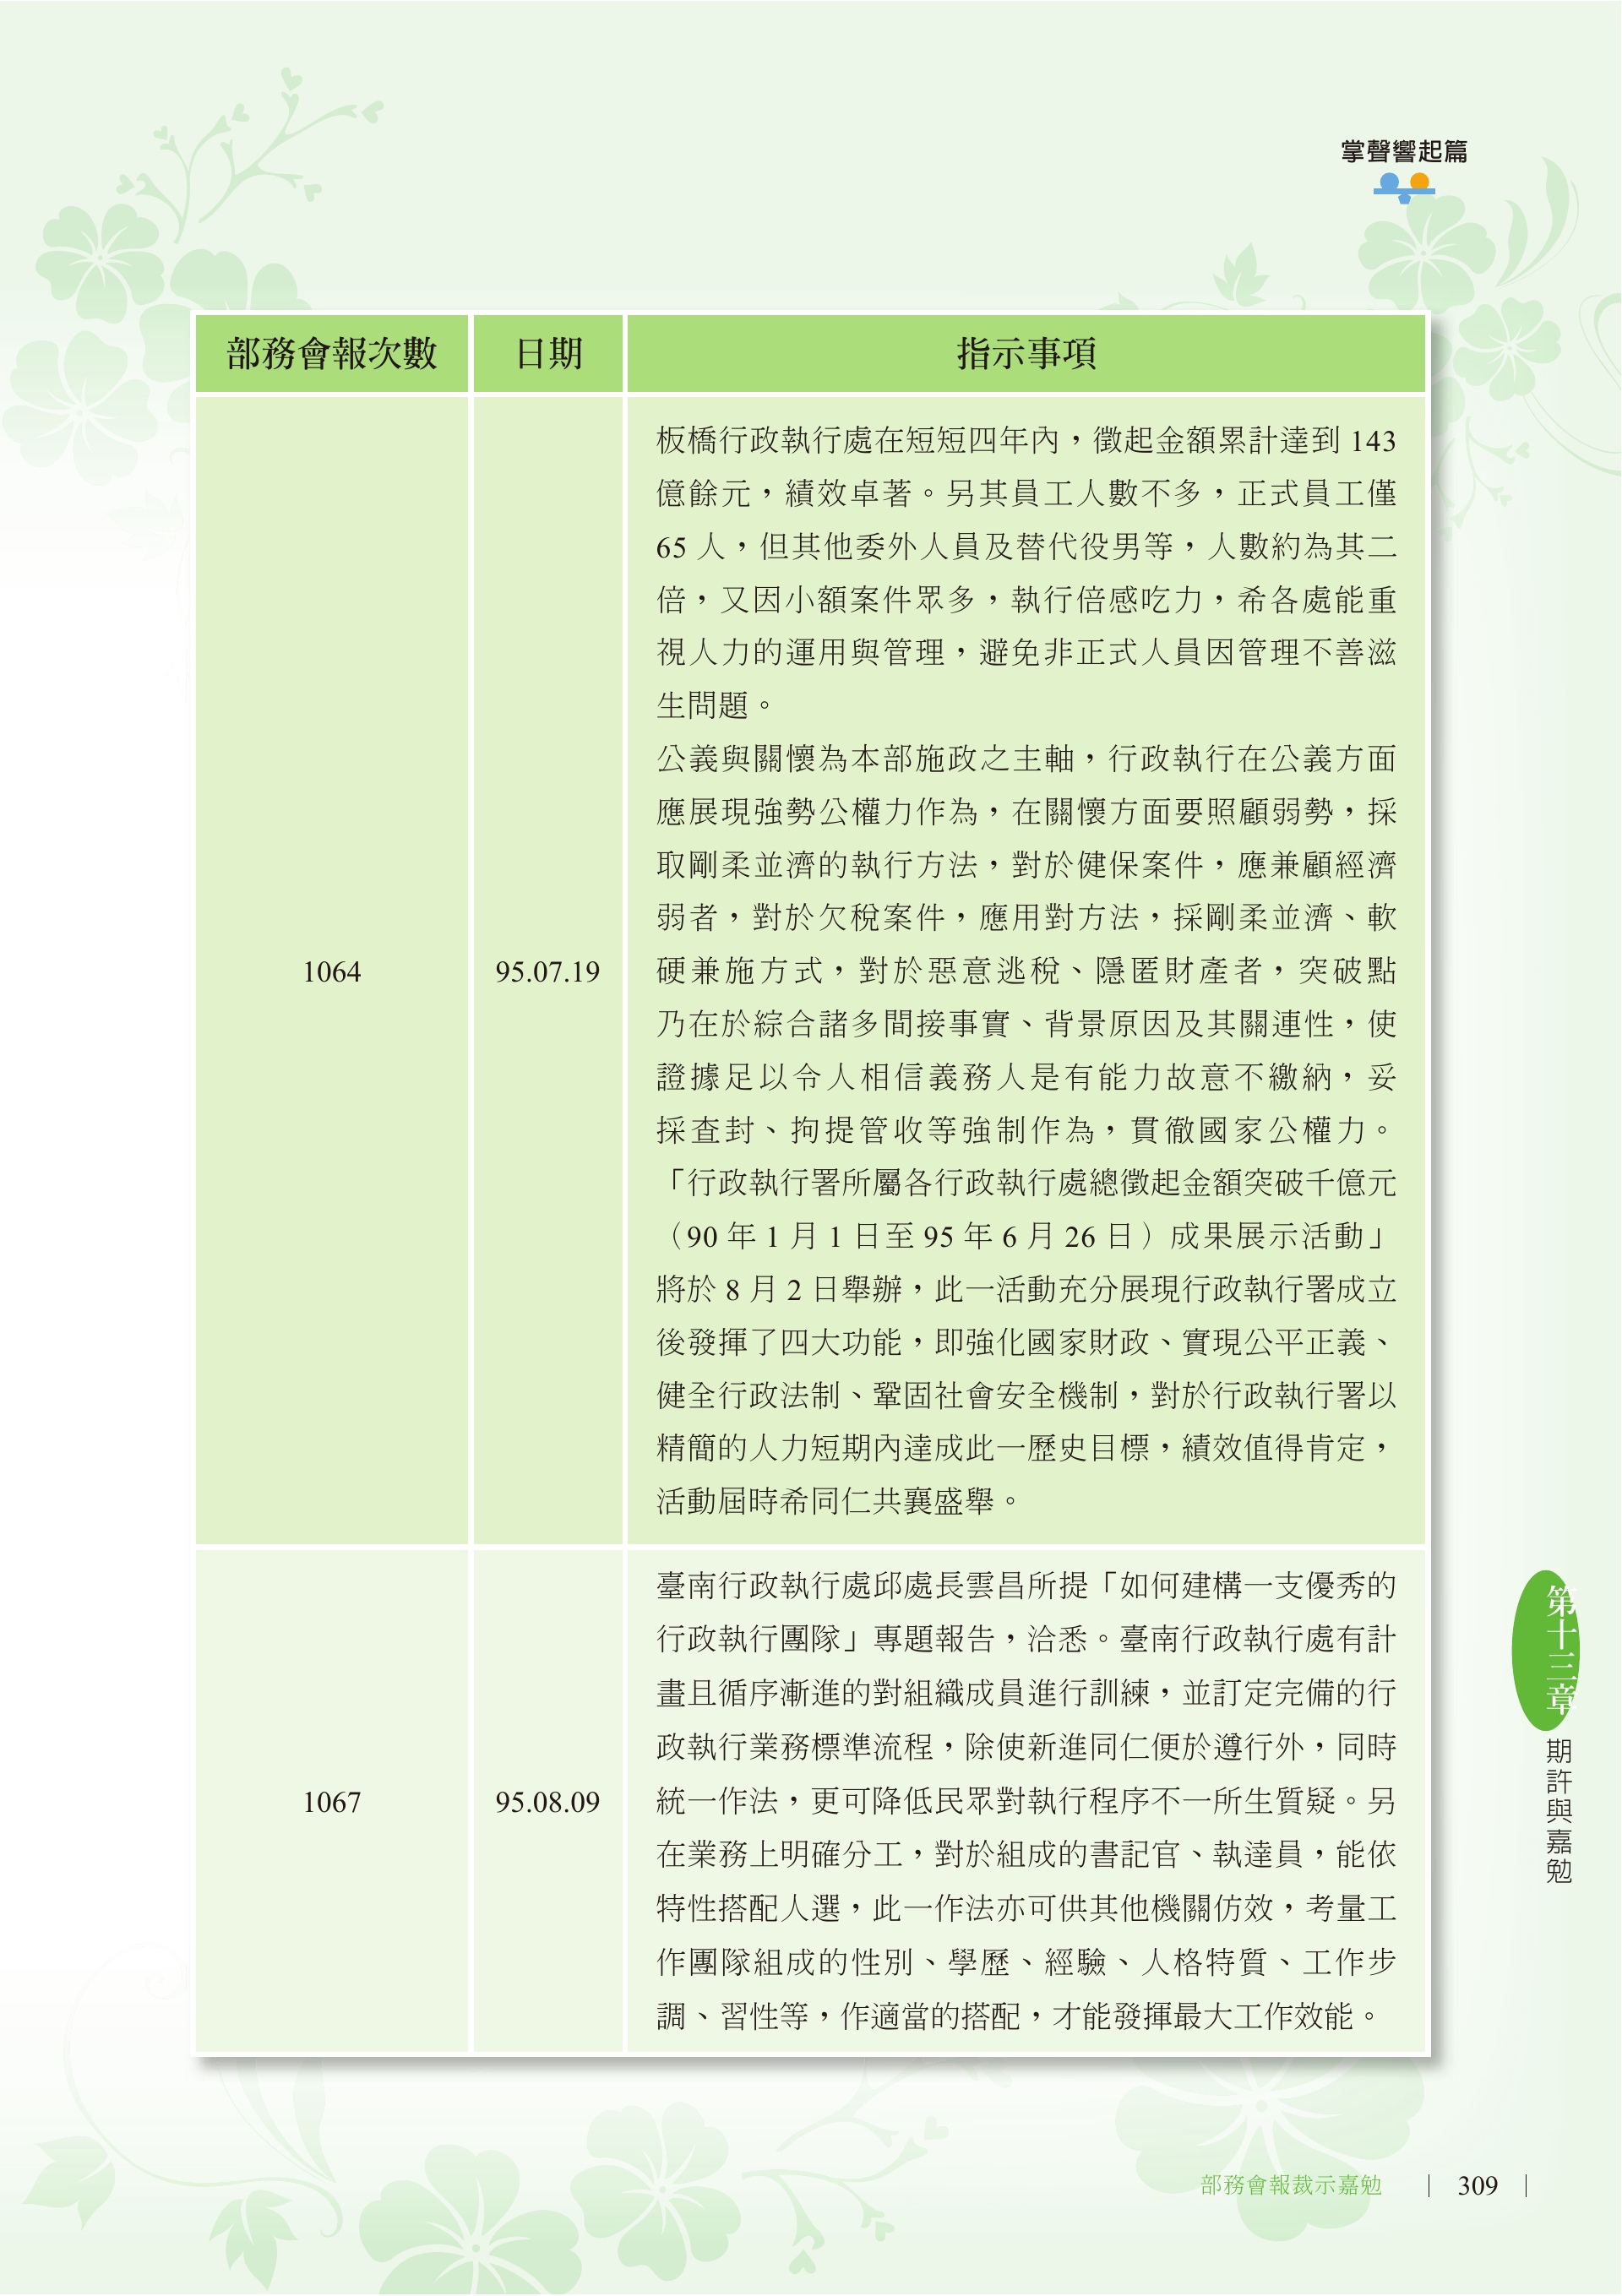 掌聲響起篇
部務會報次數
日期
指示事項
1064
95.07.19
板橋行政執行處在短短四年內，徵起金額累計達到 143
億餘元，績效卓著。另其員工人數不多，正式員工僅
65 人，但其他委外人員及替代役男等，人數約為其二
倍，又因小額案件眾多，執行倍感吃力，希各處能重
視人力的運用與管理，避免非正式人員因管理不善滋
生問題。
公義與關懷為本部施政之主軸，行政執行在公義方面
應展現強勢公權力作為，在關懷方面要照顧弱勢，採
取剛柔並濟的執行方法，對於健保案件，應兼顧經濟
弱者，對於欠稅案件，應用對方法，採剛柔並濟、軟
硬兼施方式，對於惡意逃稅、隱匿財產者，突破點
乃在於綜合諸多間接事實、背景原因及其關連性，使
證據足以令人相信義務人是有能力故意不繳納，妥
採查封、拘提管收等強制作為，貫徹國家公權力。
「行政執行署所屬各行政執行處總徵起金額突破千億元
（90 年 1 月 1 日至 95 年 6 月 26 日）成果展示活動」
將於 8 月 2 日舉辦，此一活動充分展現行政執行署成立
後發揮了四大功能，即強化國家財政、實現公平正義、
健全行政法制、鞏固社會安全機制，對於行政執行署以
精簡的人力短期內達成此一歷史目標，績效值得肯定，
活動屆時希同仁共襄盛舉。
1067
95.08.09
臺南行政執行處邱處長雲昌所提「如何建構一支優秀的
行政執行團隊」專題報告，洽悉。臺南行政執行處有計
畫且循序漸進的對組織成員進行訓練，並訂定完備的行
政執行業務標準流程，除使新進同仁便於遵行外，同時
統一作法，更可降低民眾對執行程序不一所生質疑。另
在業務上明確分工，對於組成的書記官、執達員，能依
特性搭配人選，此一作法亦可供其他機關仿效，考量工
作團隊組成的性別、學歷、經驗、人格特質、工作步
調、習性等，作適當的搭配，才能發揮最大工作效能。
第十三章
期許與嘉勉
部務會報裁示嘉勉
309